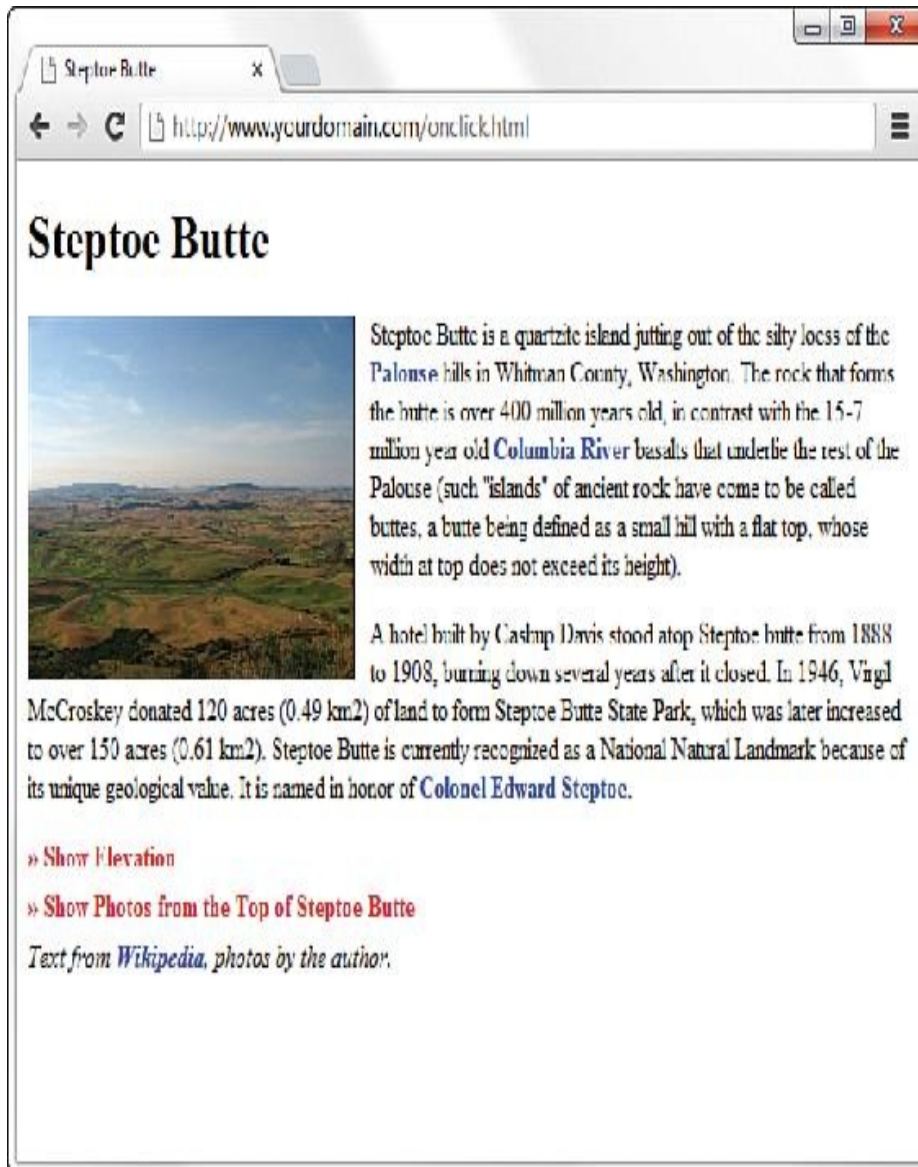 Steptoe Butte
http://www.yourdomain.com/onclick.html
Steptoe Butte
Steptoe Butte is a quartzite island jutting out of the silty loess of the
Palouse hills in Whitman County, Washington. The rock that forms
the butte is over 400 million years old, in contrast with the 15-7
million year old Columbia River basalts that underlie the rest of the
Palouse (such "islands" of ancient rock have come to be called
buttes, a butte being defined as a small hill with a flat top, whose
width at top does not exceed its height).
A hotel built by Cashup Davis stood atop Steptoe butte from 1888
to 1908, burning down several years after it closed. In 1946, Virgil
McCroskey donated 120 acres (0.49 km2) of land to form Steptoe Butte State Park, which was later increased
to over 150 acres (0.61 km2). Steptoe Butte is currently recognized as a National Natural Landmark because of
its unique geological value. It is named in honor of Colonel Edward Steptoe.
» Show Elevation
» Show Photos from the Top of Steptoe Butte
Text from Wikipedia, photos by the author.